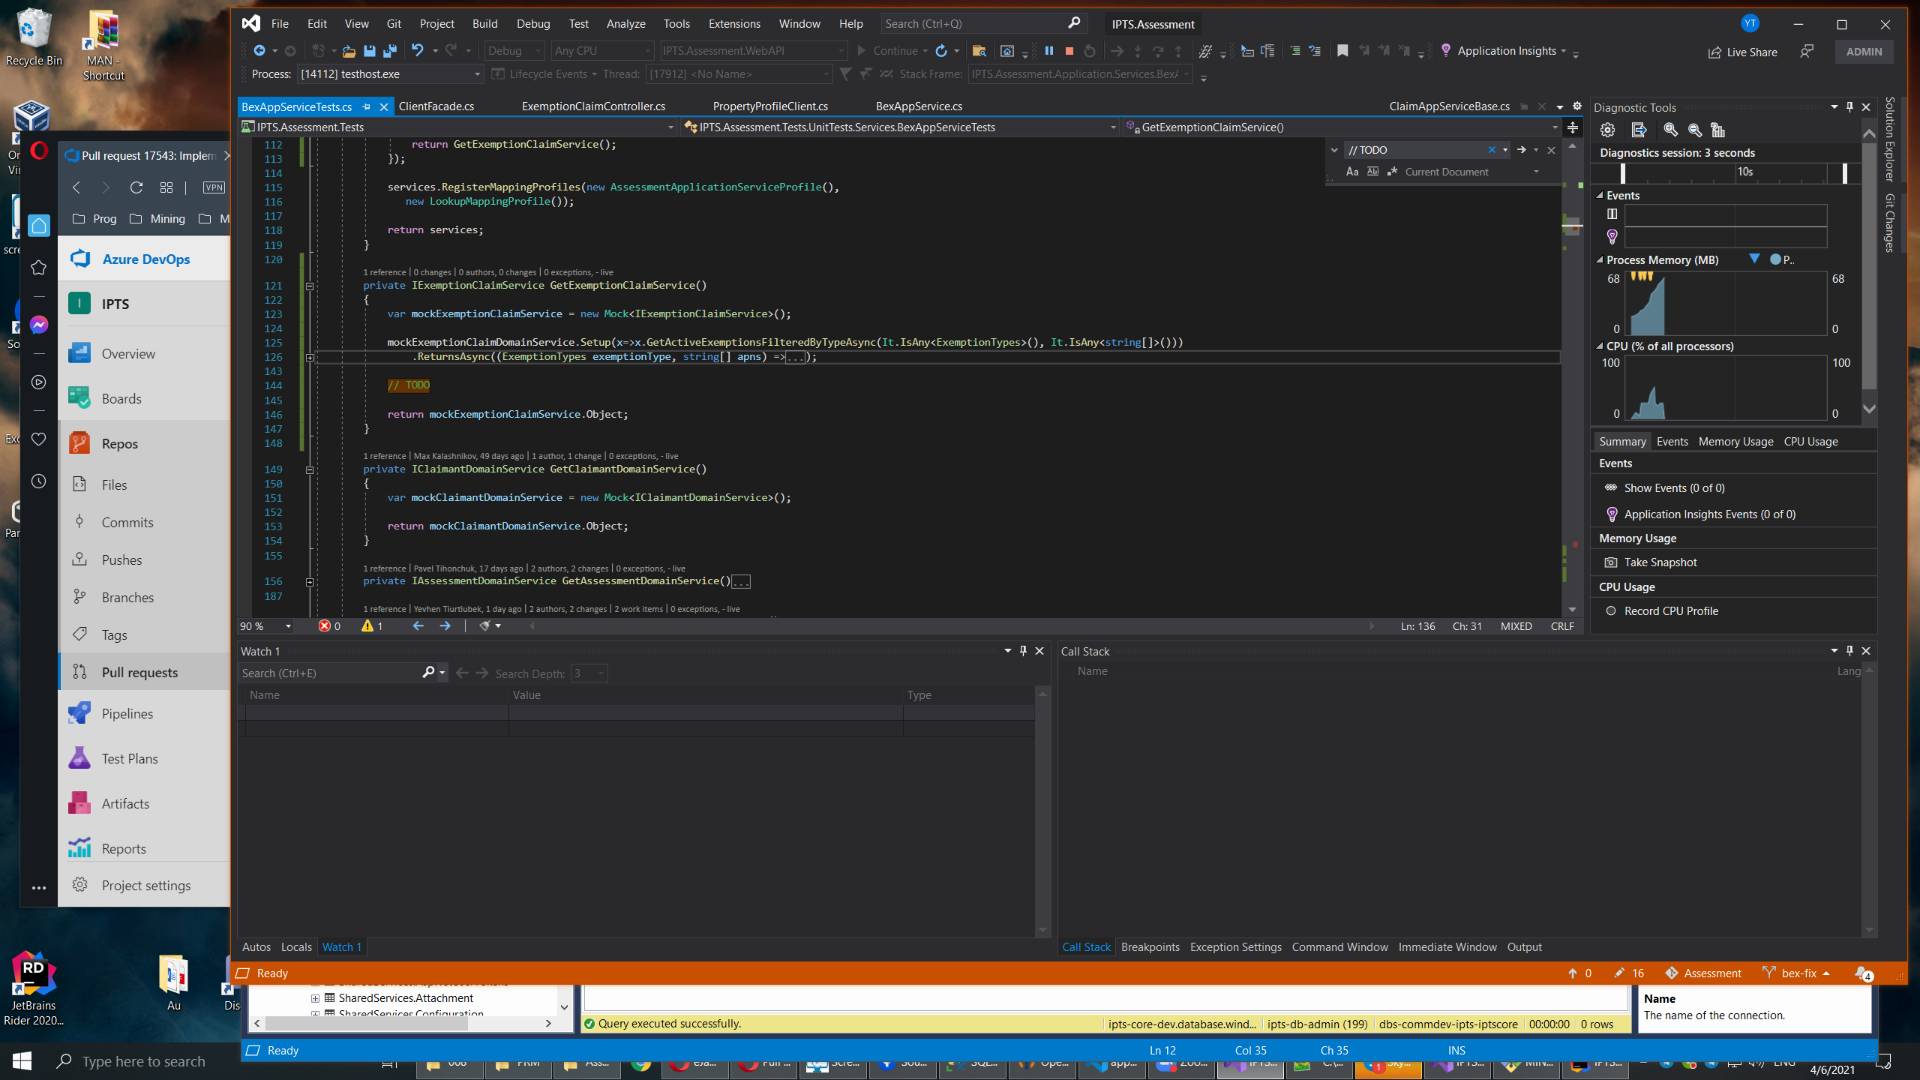 Recycle Bin
MAN - Shortcut
File Edit View Git Project Build Debug Test Analyze Tools Extensions Window Help Search (Ctrl+Q) IPTS.Assessment YT
Debug Any CPU IPTS.Assessment.WebAPI Continue Application Insights Live Share ADMIN
Process: [14112] testhost.exe Lifecycle Events Thread: [17912] <No Name> Stack Frame: IPTS.Assessment.Application.Services.BexA
BexAppServiceTests.cs ClientFacade.cs ExemptionClaimController.cs PropertyProfileClient.cs BexAppService.cs ClaimAppServiceBase.cs
IPTS.Assessment.Tests IPTS.Assessment.Tests.UnitTests.Services.BexAppServiceTests GetExemptionClaimService()
// TODO
Aa Current Document
112 return GetExemptionClaimService();
113 });
114
115 services.RegisterMappingProfiles(new AssessmentApplicationServiceProfile(),
116 new LookupMappingProfile());
117
118 return services;
119 }
120
1 reference | 0 changes | 0 authors, 0 changes | 0 exceptions, - live
121 private IExemptionClaimService GetExemptionClaimService()
122 {
123 var mockExemptionClaimService = new Mock<IExemptionClaimService>();
124
125 mockExemptionClaimDomainService.Setup(x=>x.GetActiveExemptionsFilteredByTypeAsync(It.IsAny<ExemptionTypes>(), It.IsAny<string[]>()))
126 .ReturnsAsync((ExemptionTypes exemptionType, string[] apns) =>...);
143
144 // TODO
145
146 return mockExemptionClaimService.Object;
147 }
148
1 reference | Max Kalashnikov, 49 days ago | 1 author, 1 change | 0 exceptions, - live
149 private IClaimantDomainService GetClaimantDomainService()
150 {
151 var mockClaimantDomainService = new Mock<IClaimantDomainService>();
152
153 return mockClaimantDomainService.Object;
154 }
155
1 reference | Pavel Tihonchuk, 17 days ago | 2 authors, 2 changes | 0 exceptions, - live
156 private IAssessmentDomainService GetAssessmentDomainService()...
187
1 reference | Yevhen Tiurtlubek, 1 day ago | 2 authors, 2 changes | 2 work items | 0 exceptions, - live
90 % 0 1 Ln: 136 Ch: 31 MIXED CRLF
Diagnostic Tools
Diagnostics session: 3 seconds
10s
Events
Process Memory (MB) P..
68 68
0 0
CPU (% of all processors)
100 100
0 0
Summary Events Memory Usage CPU Usage
Events
Show Events (0 of 0)
Application Insights Events (0 of 0)
Memory Usage
Take Snapshot
CPU Usage
Record CPU Profile
Solution Explorer
Git Changes
Watch 1
Search (Ctrl+E) Search Depth: 3
Name Value Type
Autos Locals Watch 1
Call Stack
Name Lang
Call Stack Breakpoints Exception Settings Command Window Immediate Window Output
Ready 0 16 Assessment bex-fix 4
Pull request 17543: Implem
VPN
Prog Mining M
Azure DevOps
I IPTS
Overview
Boards
Repos
Files
Commits
Pushes
Branches
Tags
Pull requests
Pipelines
Test Plans
Artifacts
Reports
Project settings
JetBrains Rider 2020...
Au
Dis
SharedServices.Attachment
SharedServices.Configuration
Query executed successfully. ipts-core-dev.database.wind... ipts-db-admin (199) dbs-commdev-ipts-iptscore 00:00:00 0 rows
Name
The name of the connection.
Ready Ln 12 Col 35 Ch 35 INS
Type here to search
4/6/2021